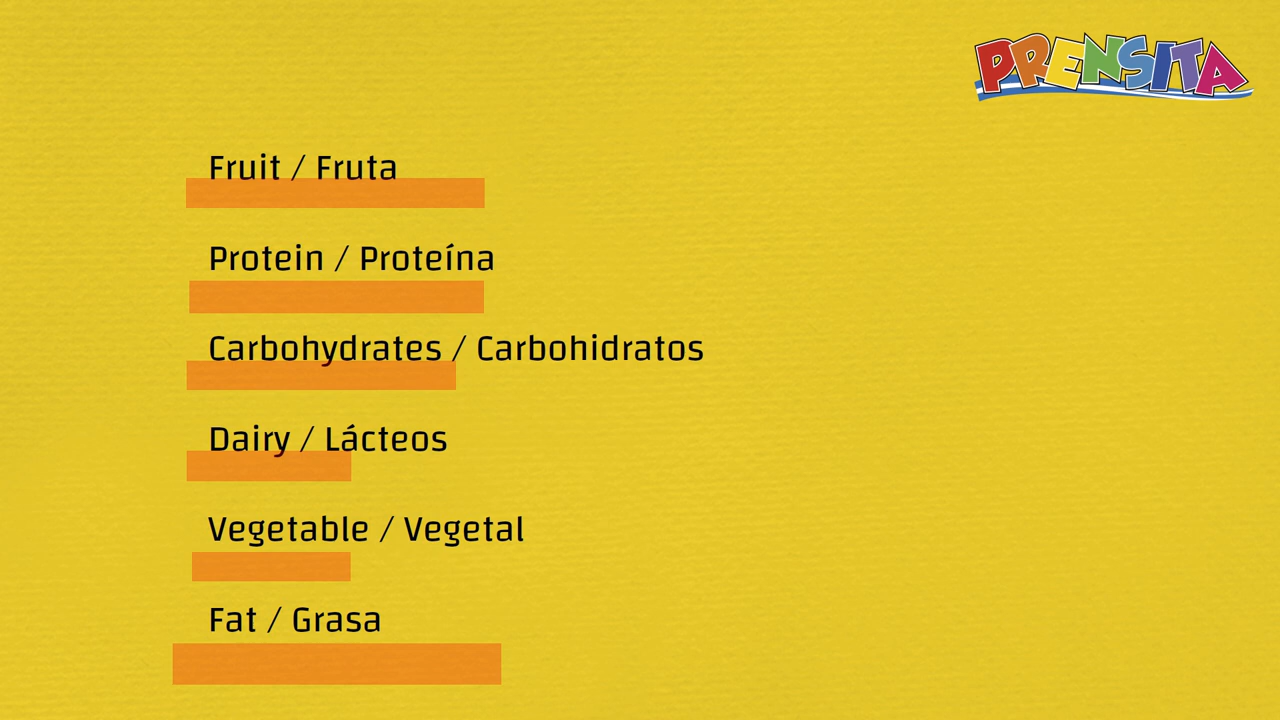 PRENSITA
Fruit / Fruta
Protein / Proteína
Carbohydrates / Carbohidratos
Dairy / Lácteos
Vegetable / Vegetal
Fat / Grasa